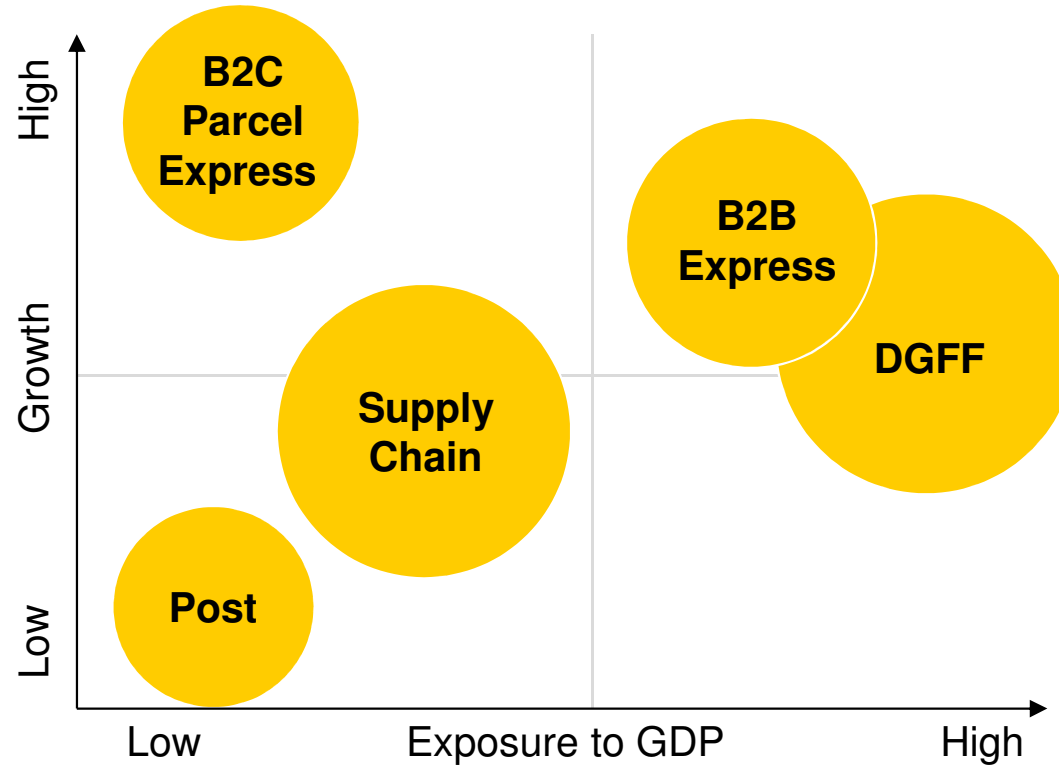 High
B2C
Parcel
Express
B2B
Express
Growth
DGFF
Supply
Chain
Low
Post
Low
Exposure to GDP
High